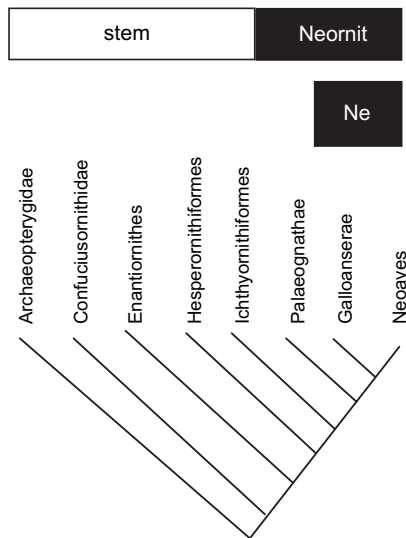 stem
Neornit
Ne
Archaeopterygidae
Confuciusornithidae
Enantiornithes
Hesperornithiformes
Ichthyornithiformes
Palaeognathae
Galloanserae
Neoaves